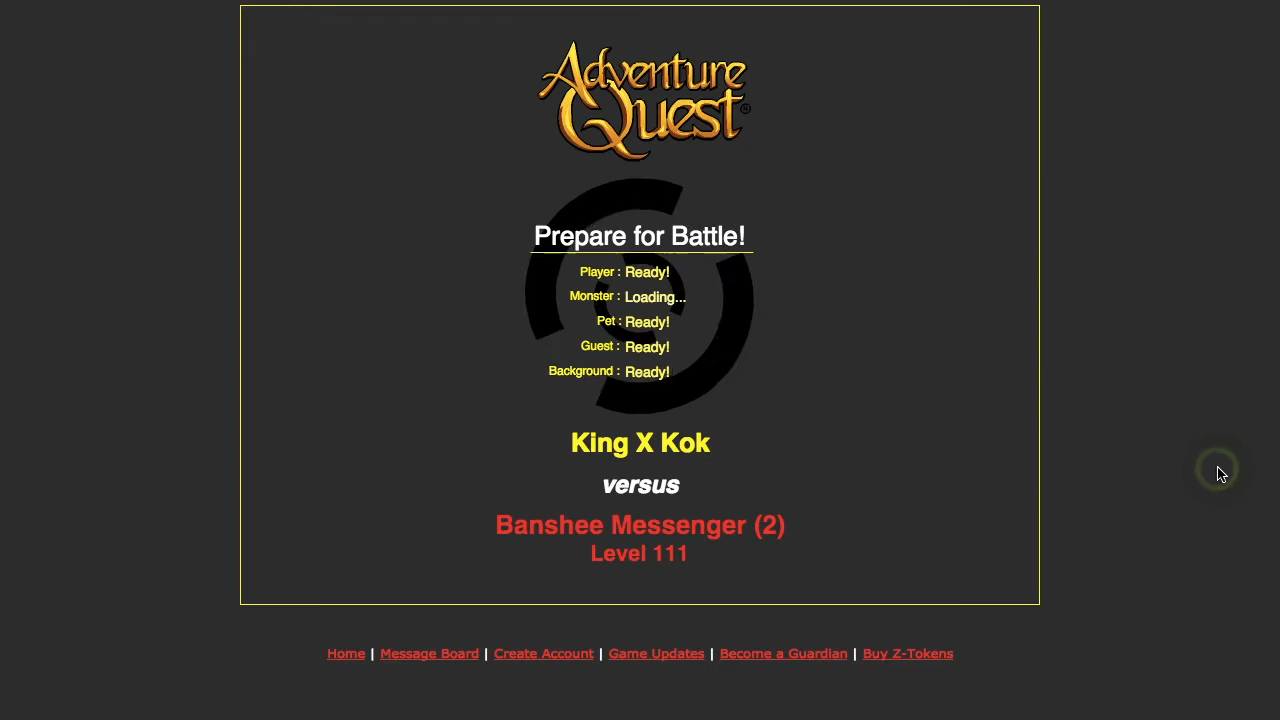 Adventure
Quest®
Prepare for Battle!
Player : Ready!
Monster : Loading...
Pet : Ready!
Guest : Ready!
Background : Ready!
King X Kok
versus
Banshee Messenger (2)
Level 111
Home | Message Board | Create Account | Game Updates | Become a Guardian | Buy Z-Tokens